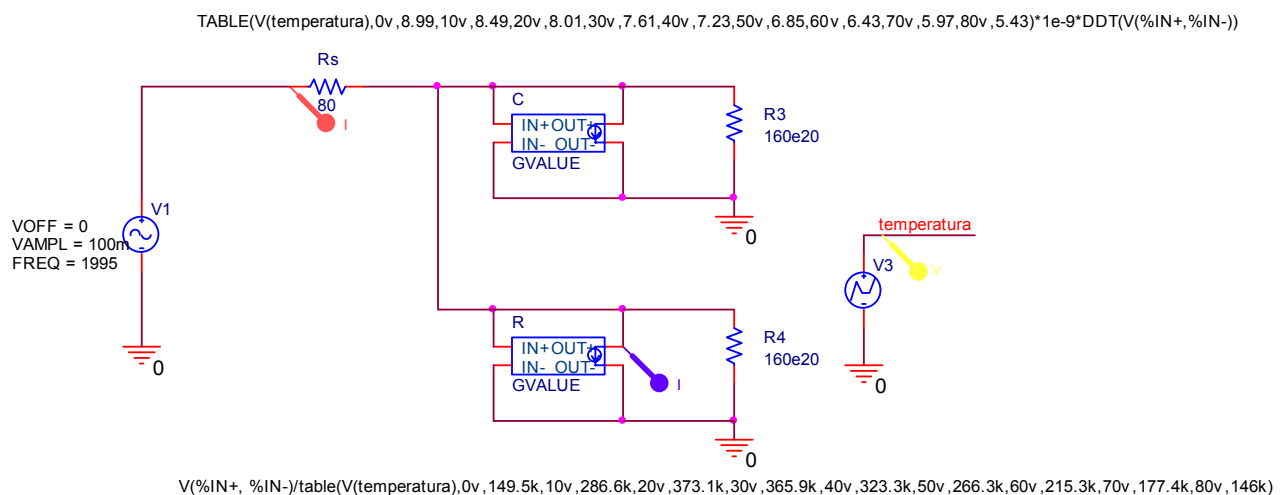 TABLE(V(temperatura),0v,8.99,10v,8.49,20v,8.01,30v,7.61,40v,7.23,50v,6.85,60v,6.43,70v,5.97,80v,5.43)*1e-9*DDT(V(%IN+,%IN-))
Rs
80
I
C
IN+OUT+
IN- OUT-
GVALUE
R3
160e20
0
V1
VOFF = 0
VAMPL = 100m
FREQ = 1995
0
temperatura
V3
V
0
R
IN+OUT+
IN- OUT-
GVALUE
I
R4
160e20
0
V(%IN+, %IN-)/table(V(temperatura),0v,149.5k,10v,286.6k,20v,373.1k,30v,365.9k,40v,323.3k,50v,266.3k,60v,215.3k,70v,177.4k,80v,146k)